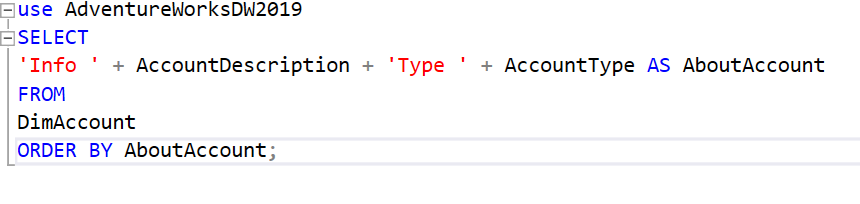 use AdventureWorksDW2019
SELECT
'Info ' + AccountDescription + 'Type ' + AccountType AS AboutAccount
FROM
DimAccount
ORDER BY AboutAccount;